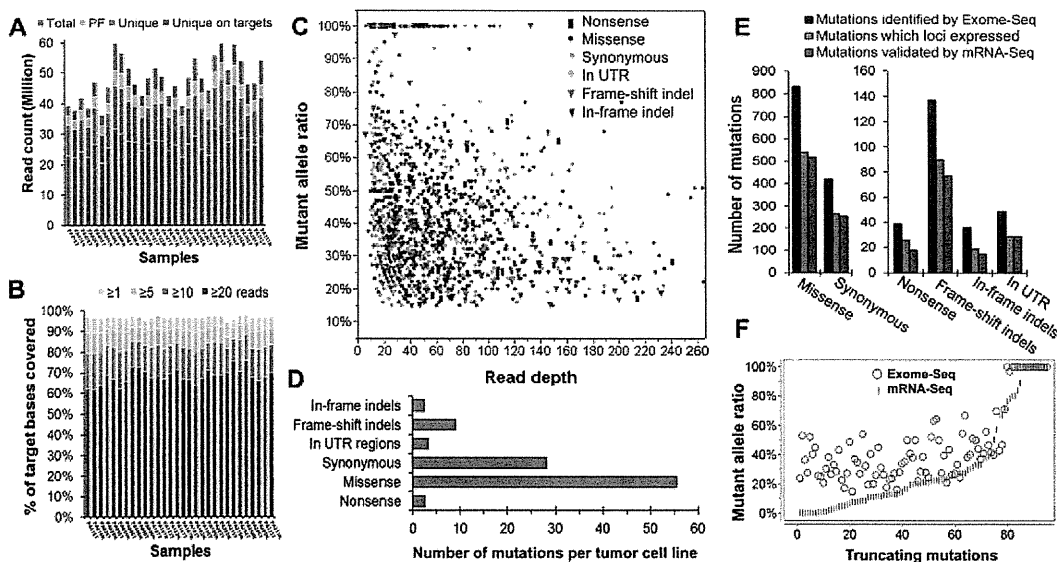 A
Total PF Unique Unique on targets
60
50
40
30
20
10
0
Read count (Million)
Samples
B
≥1 ≥5 ≥10 ≥20 reads
100%
90%
80%
70%
60%
50%
40%
30%
20%
10%
0%
% of target bases covered
Samples
C
100%
90%
80%
70%
60%
50%
40%
30%
20%
10%
Mutant allele ratio
Nonsense
Missense
Synonymous
In UTR
Frame-shift indel
In-frame indel
0 20 40 60 80 100 120 140 160 180 200 220 240 260
Read depth
D
In-frame indels
Frame-shift indels
In UTR regions
Synonymous
Missense
Nonsense
0 10 20 30 40 50 60
Number of mutations per tumor cell line
E
Mutations identified by Exome-Seq
Mutations which loci expressed
Mutations validated by mRNA-Seq
900
800
700
600
500
400
300
200
100
0
Number of mutations
Missense
Synonymous
160
140
120
100
80
60
40
20
0
Nonsense
Frame-shift indels
In-frame indels
In UTR
F
100%
80%
60%
40%
20%
0%
Mutant allele ratio
Exome-Seq
mRNA-Seq
0 20 40 60 80
Truncating mutations